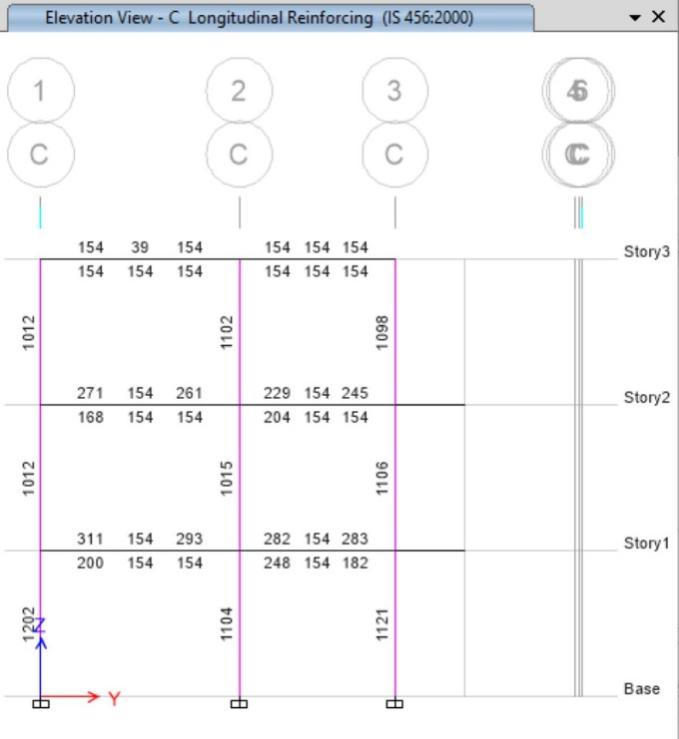 Elevation View - C Longitudinal Reinforcing (IS 456:2000)
1 2 3
C C C
154 39 154 154 154 154
Story3
154 154 154 154 154 154
1012 1102 1098
271 154 261 229 154 245
Story2
168 154 154 204 154 154
1012 1015 1106
311 154 293 282 154 283
Story1
200 154 154 248 154 182
1202 1104 1121
Z
Base
Y